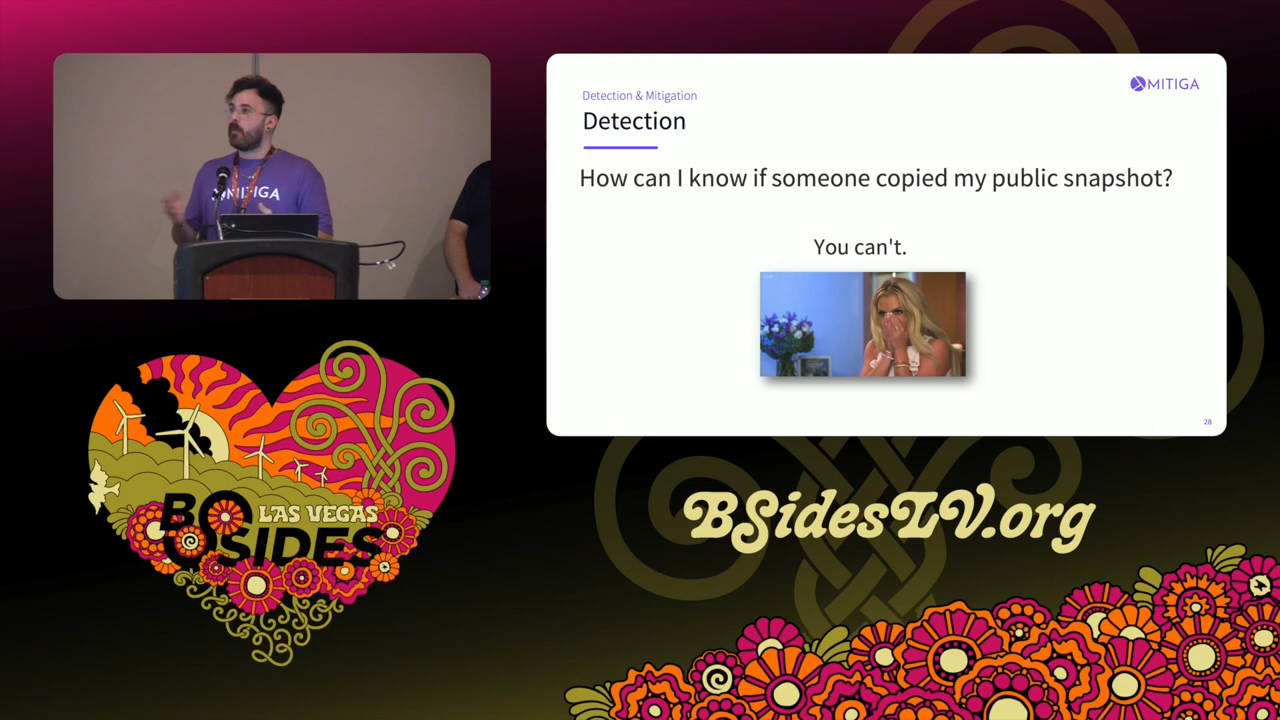 MITIGA
Detection & Mitigation
MITIGA
Detection
How can I know if someone copied my public snapshot?
You can't.
28
LAS VEGAS
BSIDES
BSidesLV.org